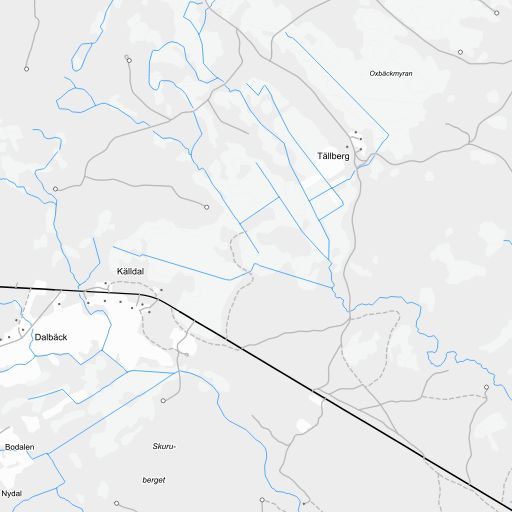 Oxbäckmyran
Tällberg
Källdal
Dalbäck
Skuru-
Bodalen
berget
Nydal